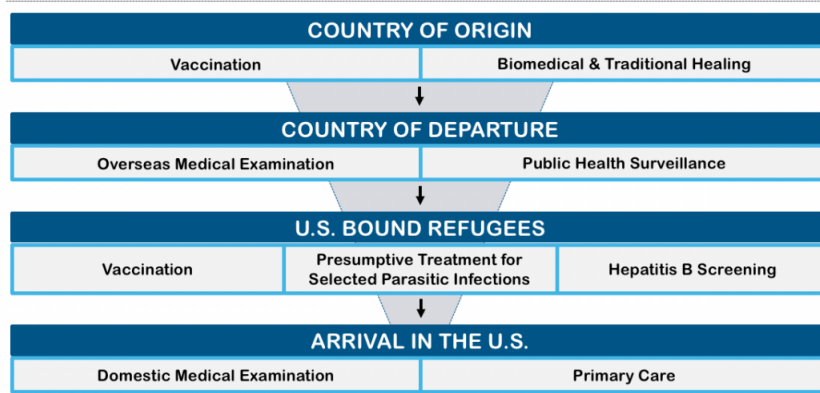 COUNTRY OF ORIGIN
Vaccination
Biomedical & Traditional Healing
COUNTRY OF DEPARTURE
Overseas Medical Examination
Public Health Surveillance
U.S. BOUND REFUGEES
Vaccination
Presumptive Treatment for
Selected Parasitic Infections
Hepatitis B Screening
ARRIVAL IN THE U.S.
Domestic Medical Examination
Primary Care